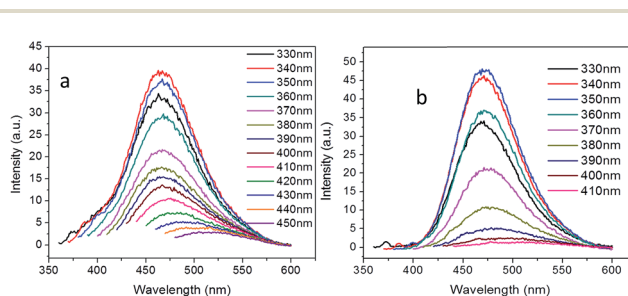 a
Intensity (a.u.)
45
40
35
30
25
20
15
10
5
0
350 400 450 500 550 600
Wavelength (nm)
330nm
340nm
350nm
360nm
370nm
380nm
390nm
400nm
410nm
420nm
430nm
440nm
450nm
b
Intensity (a.u.)
50
45
40
35
30
25
20
15
10
5
0
350 400 450 500 550 600
Wavelength (nm)
330nm
340nm
350nm
360nm
370nm
380nm
390nm
400nm
410nm